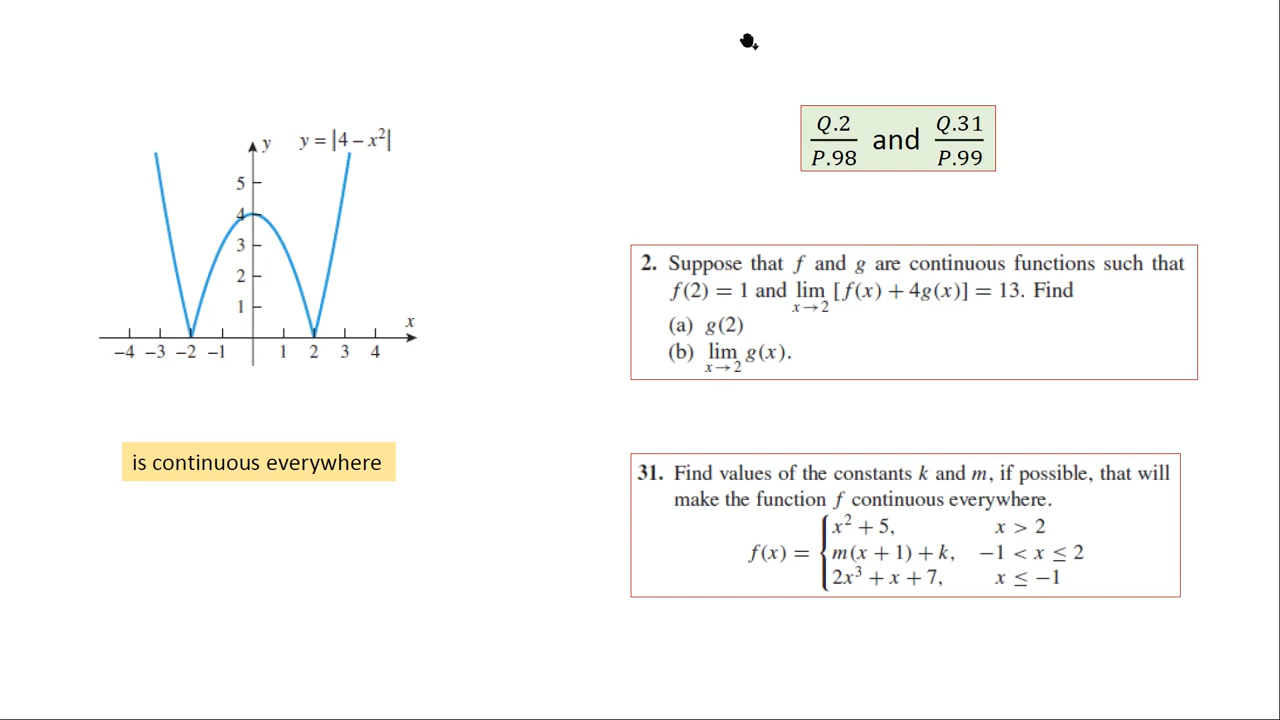 y = |4 − x²|
y
5
4
3
2
1
x
−4 −3 −2 −1 1 2 3 4
is continuous everywhere
Q.2/P.98 and Q.31/P.99
2. Suppose that f and g are continuous functions such that
f(2) = 1 and lim x→2 [f(x) + 4g(x)] = 13. Find
(a) g(2)
(b) lim x→2 g(x).
31. Find values of the constants k and m, if possible, that will
make the function f continuous everywhere.
x² + 5, x > 2
f(x) = { m(x + 1) + k, −1 < x ≤ 2
2x³ + x + 7, x ≤ −1